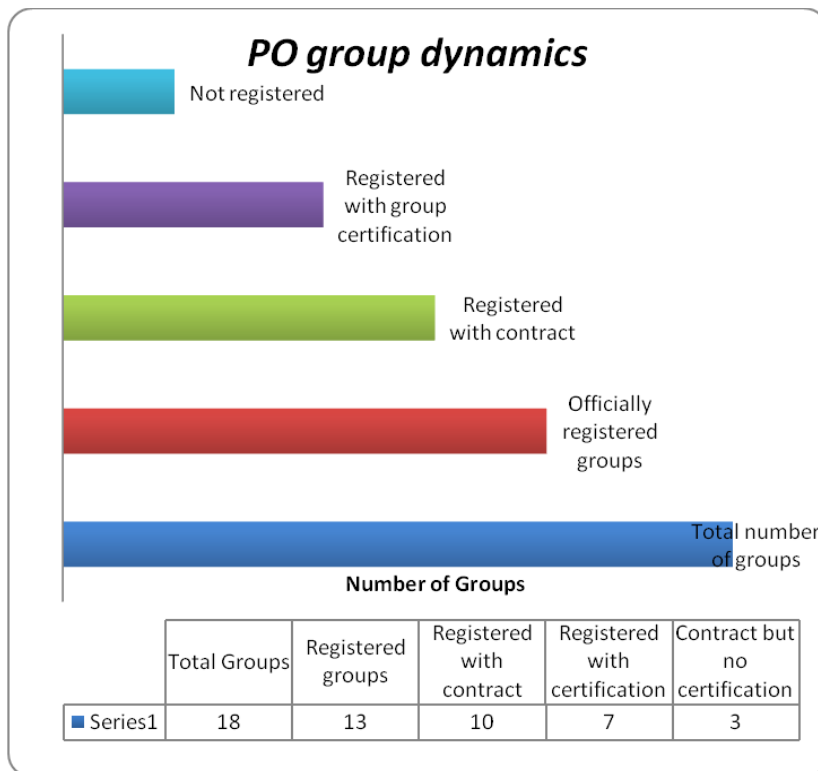 PO group dynamics
Not registered
Registered
with group
certification
Registered
with contract
Officially
registered
groups
Total number
of groups
Number of Groups
Total Groups
Registered
groups
Registered
with
contract
Registered
with
certification
Contract but
no
certification
Series1 18 13 10 7 3